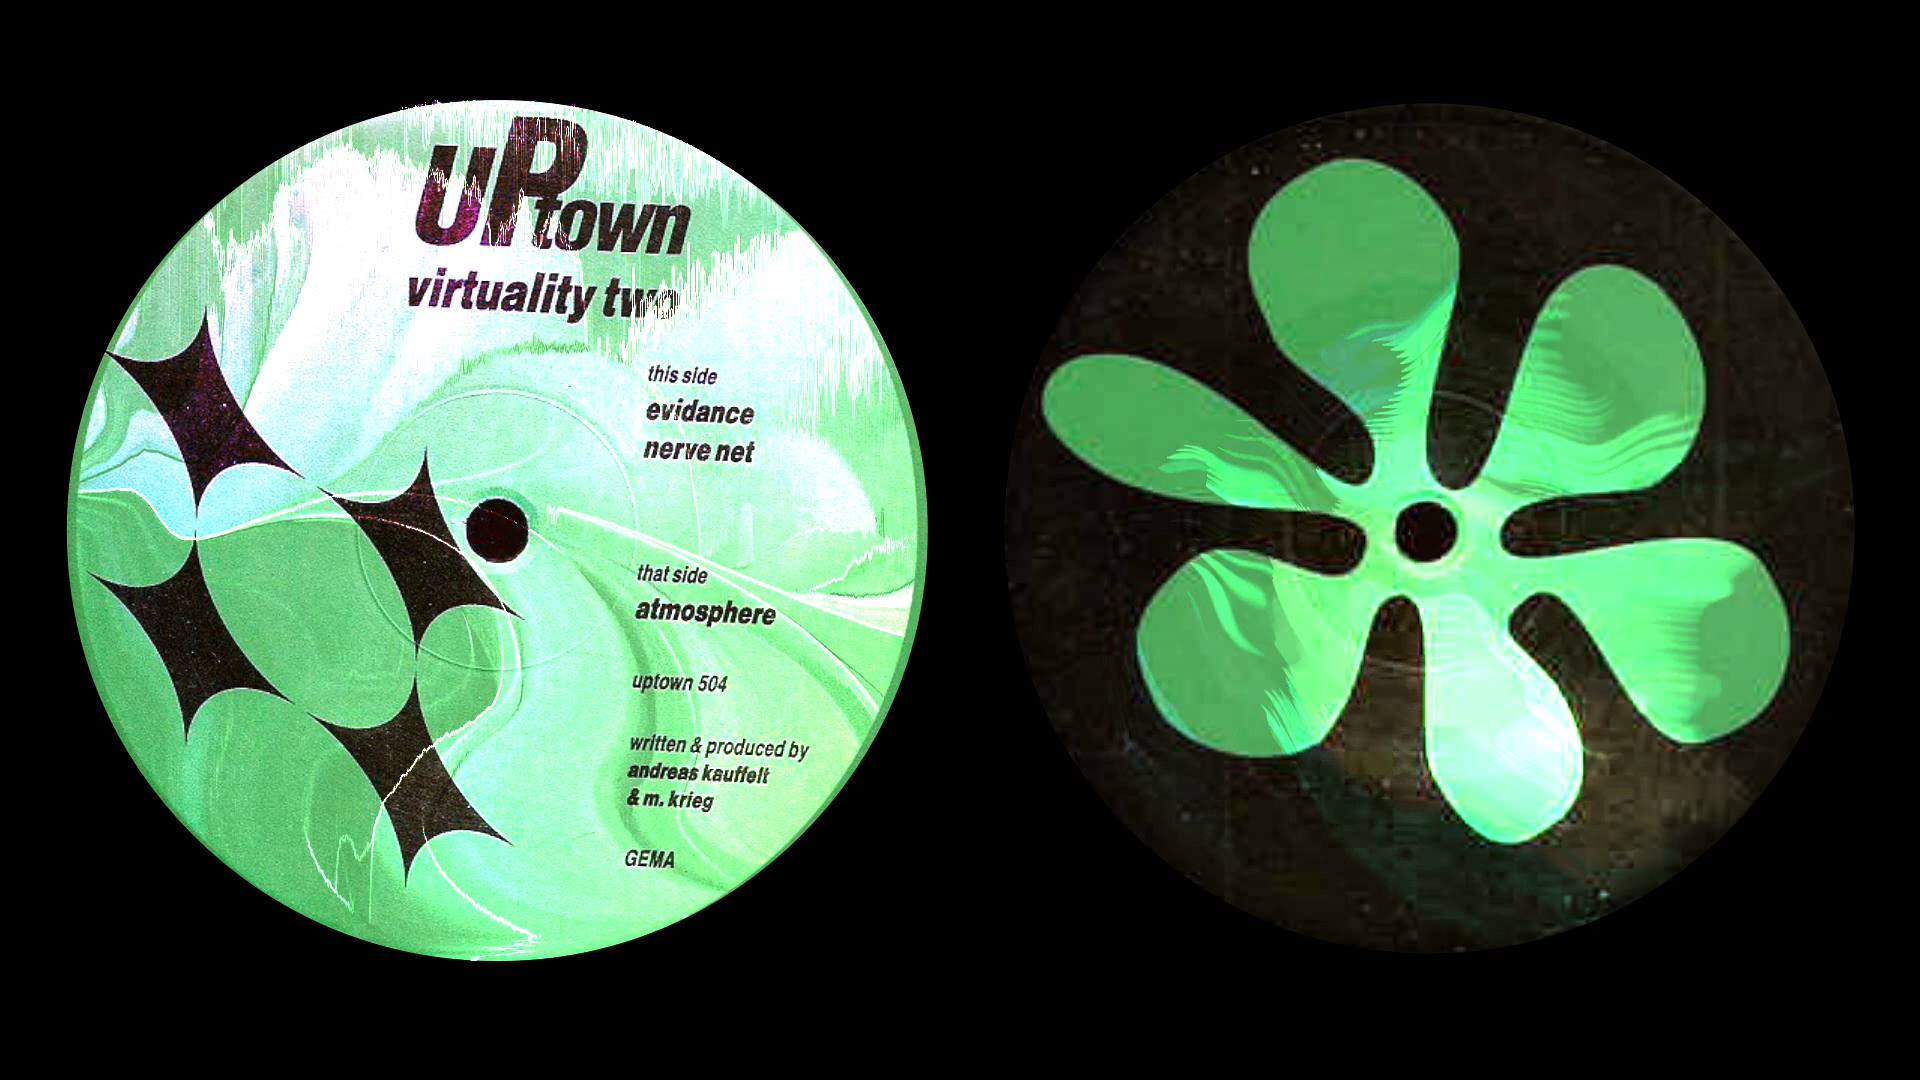 uPtown
virtuality two
this side
evidance
nerve net
that side
atmosphere
uptown 504
written & produced by
andreas kauffelt
& m. krieg
GEMA